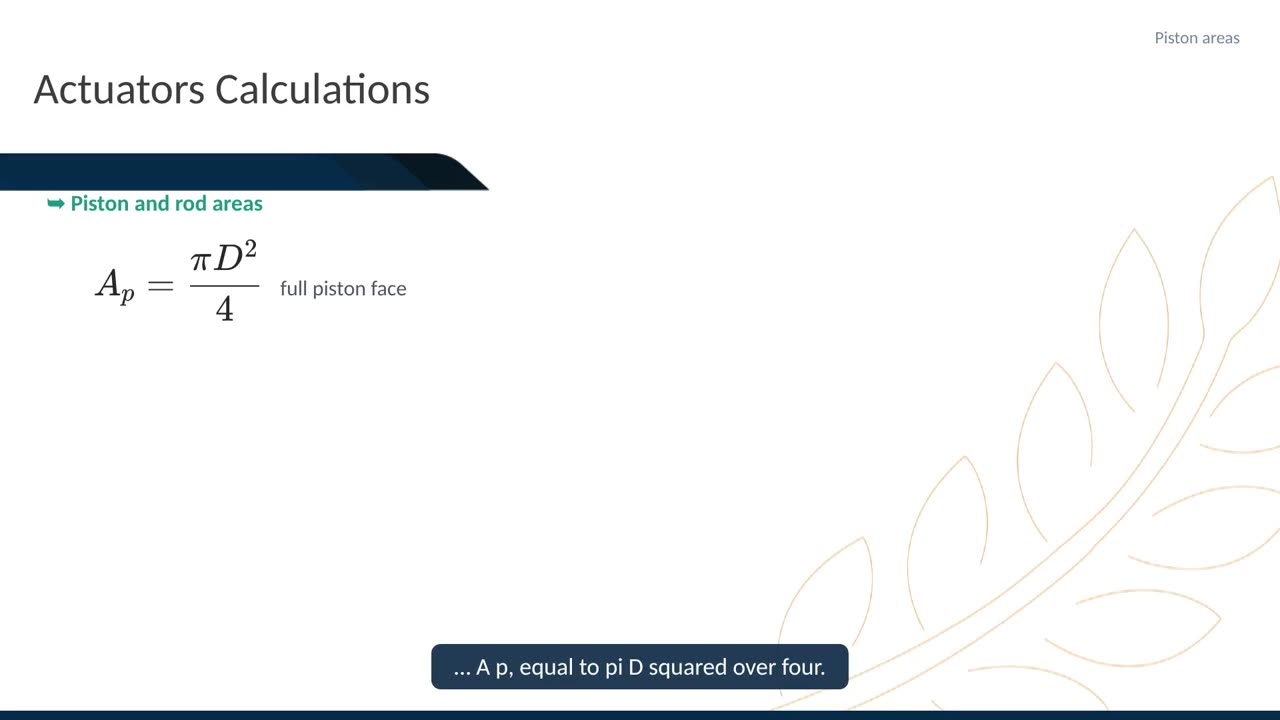 Piston areas
Actuators Calculations
➥ Piston and rod areas
A_p = πD²/4 full piston face
... A p, equal to pi D squared over four.